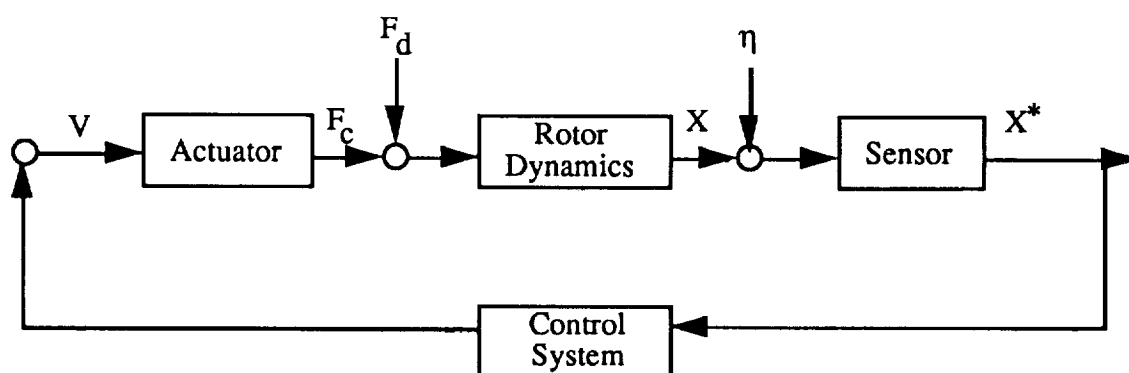 F_d
η
V
Actuator
F_c
Rotor
Dynamics
X
Sensor
X*
Control
System